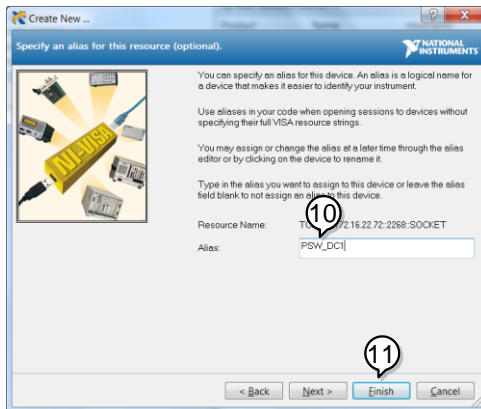 Create New ...
Specify an alias for this resource (optional).
NATIONAL
INSTRUMENTS
You can specify an alias for this device. An alias is a logical name for
a device that makes it easier to identify your instrument.
Use aliases in your code when opening sessions to devices without
specifying their full VISA resource strings.
You may assign or change the alias at a later time through the alias
editor or by clicking on the device to rename it.
Type in the alias you want to assign to this device or leave the alias
field blank to not assign an alias to this device.
NI-VISA
10
Resource Name: 72.16.22.72::2268::SOCKET
Alias: PSW_DC1
11
< Back Next > Finish Cancel